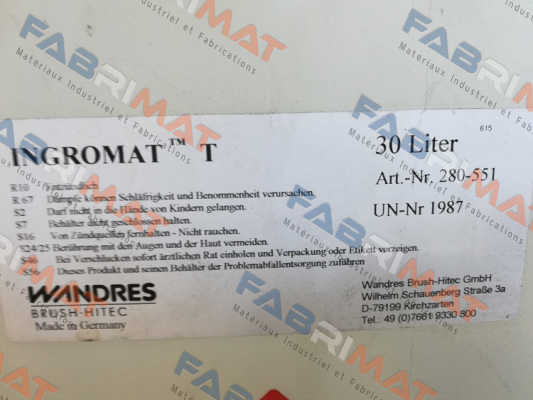 INGROMAT™ T
30 Liter
615
Art.-Nr. 280-551
UN-Nr 1987
R10
R 67 Dämpfe können Schläfrigkeit und Benommenheit verursachen.
S2 Darf nicht in die Hände von Kindern gelangen.
S7 Behälter dicht geschlossen halten.
S16 Von Zündquellen fernhalten - Nicht rauchen.
S24/25 Berührung mit den Augen und der Haut vermeiden.
S46 Bei Verschlucken sofort ärztlichen Rat einholen und Verpackung oder Etikett vorzeigen.
S56 Dieses Produkt und seinen Behälter der Problemabfallentsorgung zuführen
WANDRES
BRUSH-HITEC
Made in Germany
Wandres Brush-Hitec GmbH
Wilhelm Schauenberg Straße 3a
D-79199 Kirchzarten
Tel.: 49 (0)7661 9330 800
FABRIMAT
Materiaux Industriel et Fabrications